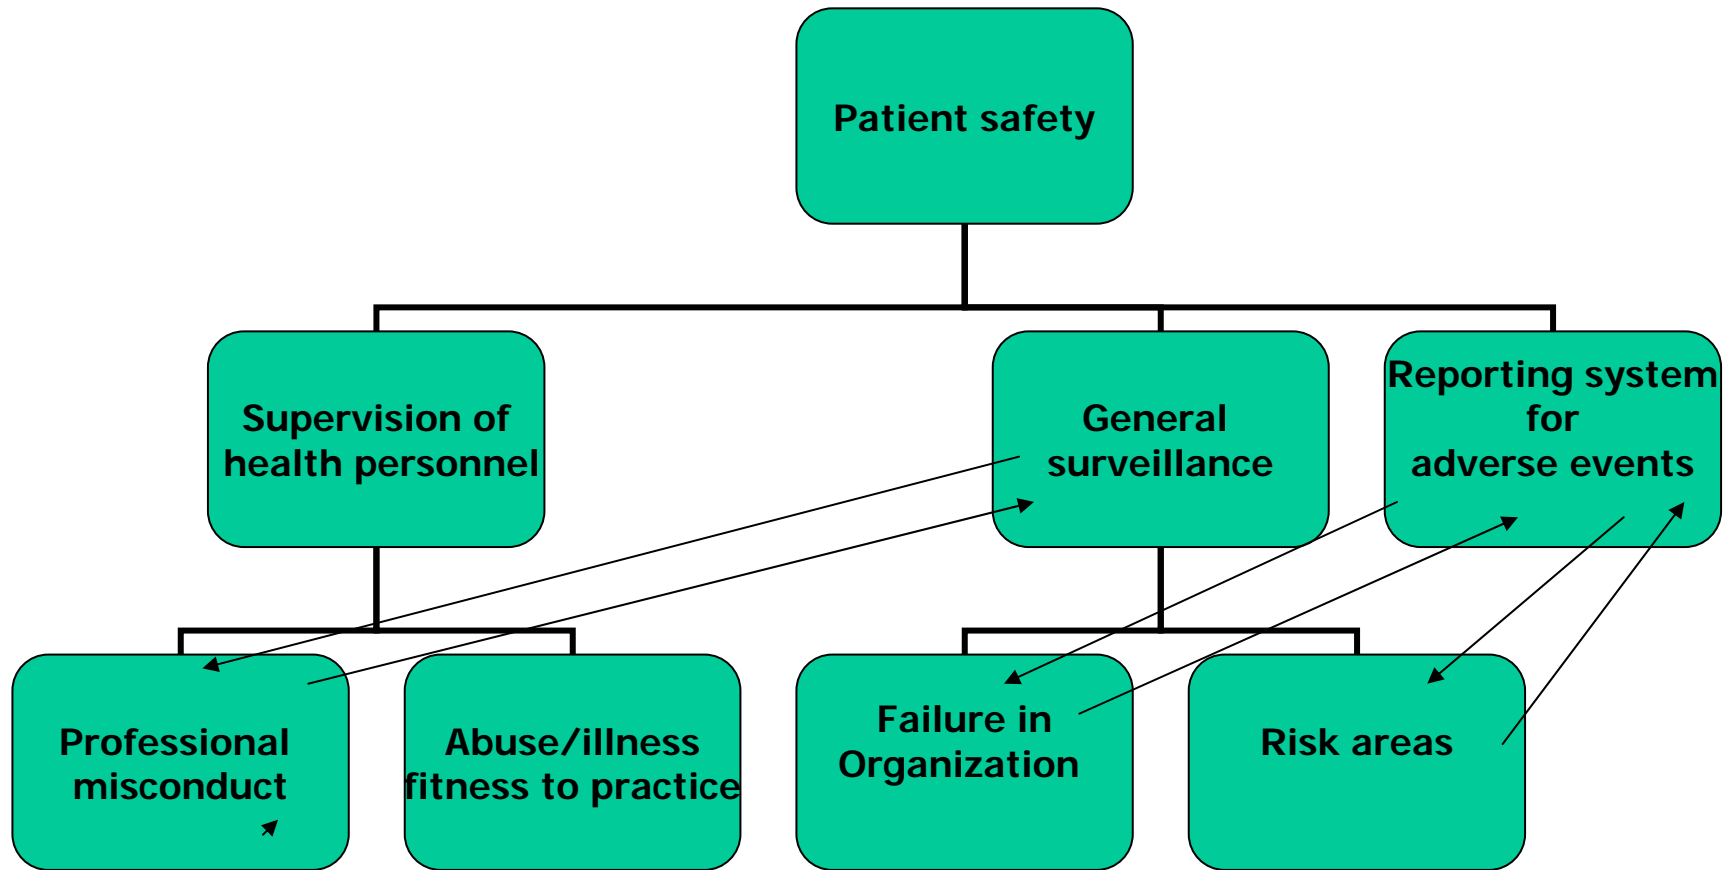 Patient safety
Supervision of
health personnel
General
surveillance
Reporting system
for
adverse events
Professional
misconduct
Abuse/illness
fitness to practice
Failure in
Organization
Risk areas